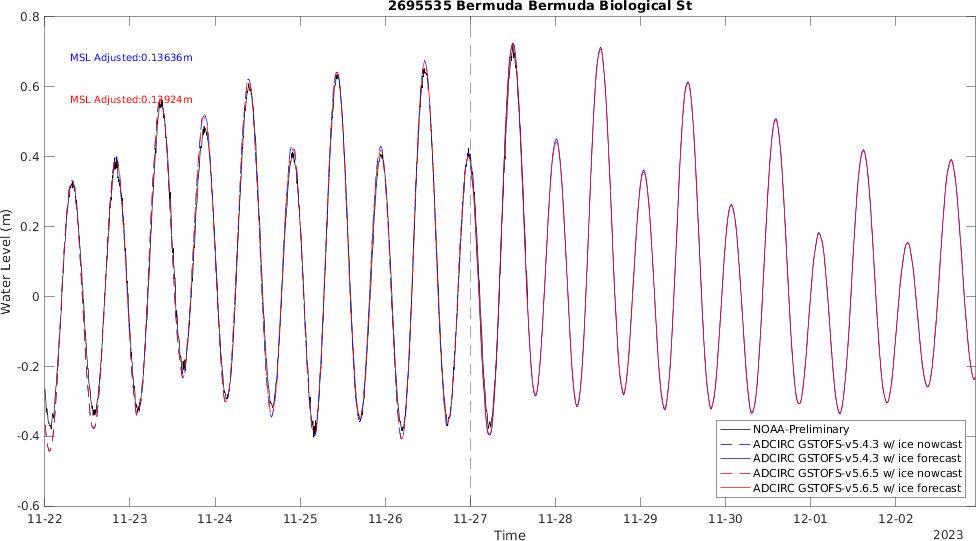 2695535 Bermuda Bermuda Biological St
0.8
0.6
0.4
0.2
0
-0.2
-0.4
-0.6
Water Level (m)
MSL Adjusted:0.13636m
MSL Adjusted:0.13924m
NOAA-Preliminary
ADCIRC GSTOFS-v5.4.3 w/ ice nowcast
ADCIRC GSTOFS-v5.4.3 w/ ice forecast
ADCIRC GSTOFS-v5.6.5 w/ ice nowcast
ADCIRC GSTOFS-v5.6.5 w/ ice forecast
11-22 11-23 11-24 11-25 11-26 11-27 11-28 11-29 11-30 12-01 12-02
Time
2023